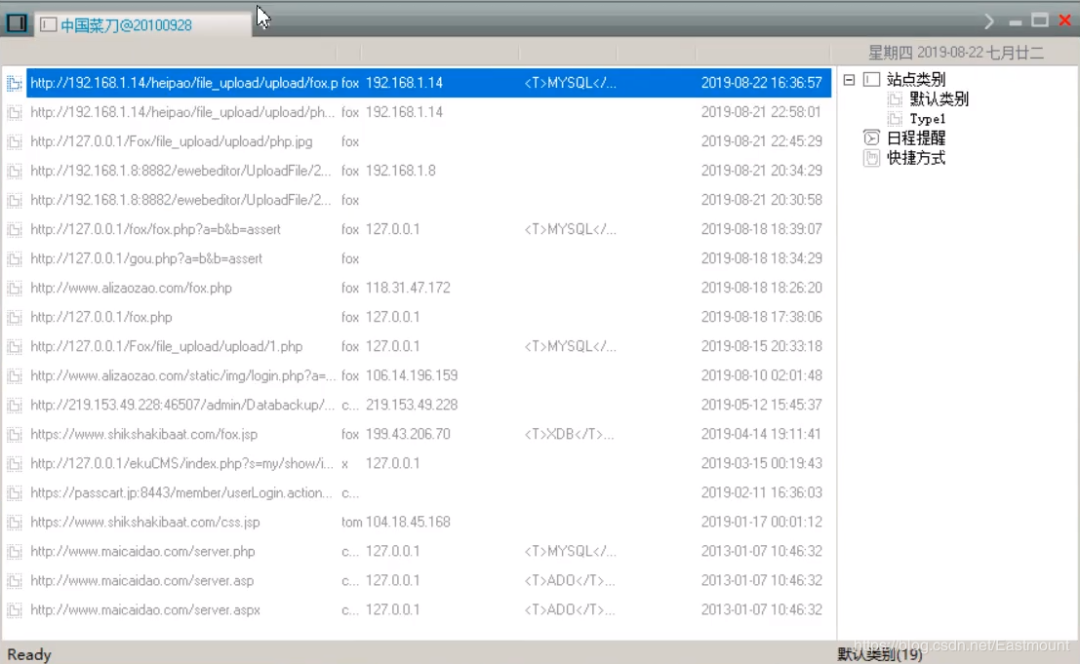 中国菜刀@20100928
星期四 2019-08-22 七月廿二
http://192.168.1.14/heipao/file_upload/upload/fox.p fox 192.168.1.14 <T>MYSQL</... 2019-08-22 16:36:57
http://192.168.1.14/heipao/file_upload/upload/ph... fox 192.168.1.14 2019-08-21 22:58:01
http://127.0.0.1/Fox/file_upload/upload/php.jpg fox 2019-08-21 22:45:29
http://192.168.1.8:8882/ewebeditor/UploadFile/2... fox 192.168.1.8 2019-08-21 20:34:29
http://192.168.1.8:8882/ewebeditor/UploadFile/2... fox 2019-08-21 20:30:58
http://127.0.0.1/fox/fox.php?a=b&b=assert fox 127.0.0.1 <T>MYSQL</... 2019-08-18 18:39:07
http://127.0.0.1/gou.php?a=b&b=assert fox 2019-08-18 18:34:29
http://www.alizaozao.com/fox.php fox 118.31.47.172 2019-08-18 18:26:20
http://127.0.0.1/fox.php fox 127.0.0.1 2019-08-18 17:38:06
http://127.0.0.1/Fox/file_upload/upload/1.php fox 127.0.0.1 <T>MYSQL</... 2019-08-15 20:33:18
http://www.alizaozao.com/static/img/login.php?a=... fox 106.14.196.159 2019-08-10 02:01:48
http://219.153.49.228:46507/admin/Databackup/... c... 219.153.49.228 2019-05-12 15:45:37
https://www.shikshakibaat.com/fox.jsp fox 199.43.206.70 <T>XDB</T>... 2019-04-14 19:11:41
http://127.0.0.1/ekuCMS/index.php?s=my/show/i... x 127.0.0.1 2019-03-15 00:19:43
https://passcart.jp:8443/member/userLogin.action... c... 2019-02-11 16:36:03
https://www.shikshakibaat.com/css.jsp tom 104.18.45.168 2019-01-17 00:01:12
http://www.maicaidao.com/server.php c... 127.0.0.1 <T>MYSQL</... 2013-01-07 10:46:32
http://www.maicaidao.com/server.asp c... 127.0.0.1 <T>ADO</T>... 2013-01-07 10:46:32
http://www.maicaidao.com/server.aspx c... 127.0.0.1 <T>ADO</T>... 2013-01-07 10:46:32
站点类别
默认类别
Type1
日程提醒
快捷方式
https://blog.csdn.net/Eastmount
Ready 默认类别(19)